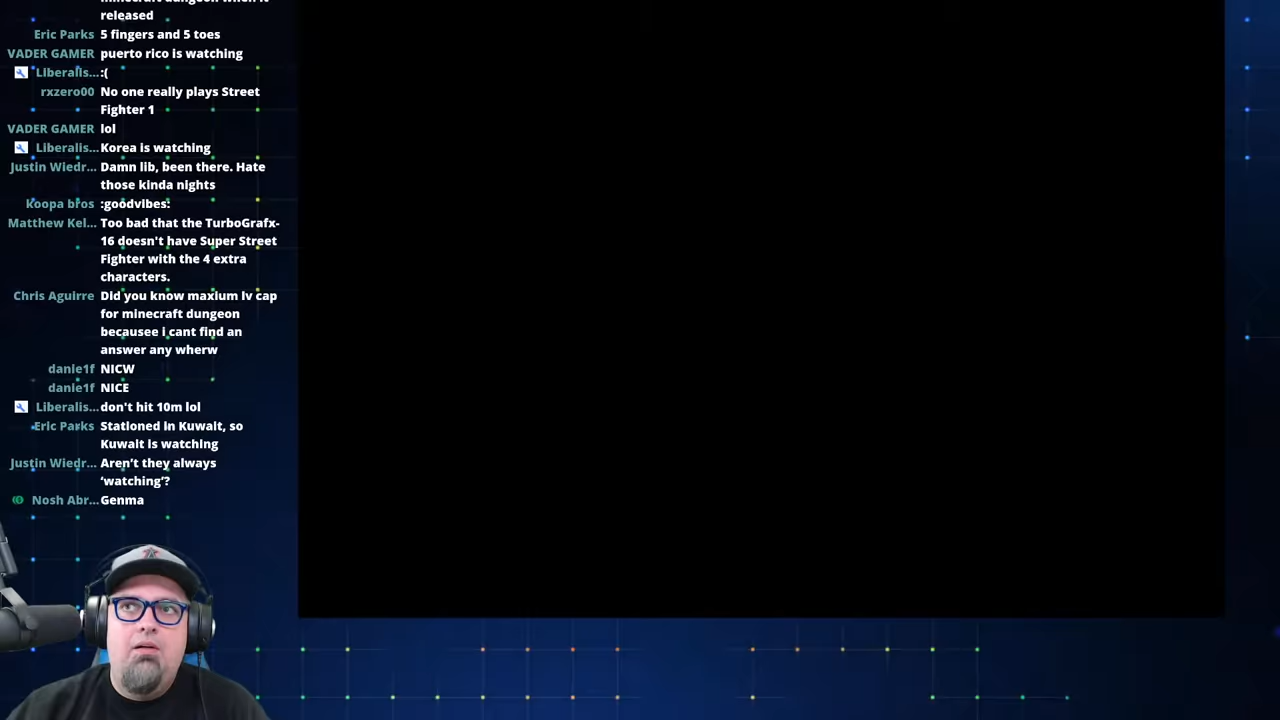 released
Eric Parks 5 fingers and 5 toes
VADER GAMER puerto rico is watching
Liberalis... :(
rxzero00 No one really plays Street
Fighter 1
VADER GAMER lol
Liberalis... Korea is watching
Justin Wiedr... Damn lib, been there. Hate
those kinda nights
Koopa bros :goodvibes:
Matthew Kel... Too bad that the TurboGrafx-
16 doesn't have Super Street
Fighter with the 4 extra
characters.
Chris Aguirre Did you know maxium lv cap
for minecraft dungeon
becausee i cant find an
answer any wherw
danie1f NICW
danie1f NICE
Liberalis... don't hit 10m lol
Eric Parks Stationed in Kuwait, so
Kuwait is watching
Justin Wiedr... Aren’t they always
‘watching’?
Nosh Abr... Genma